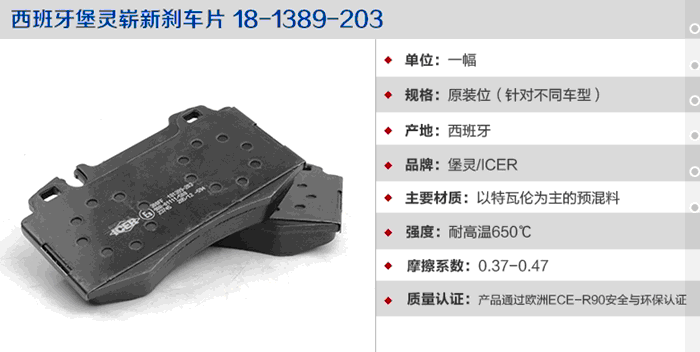 西班牙堡灵崭新刹车片 18-1389-203
单位：一幅
规格：原装位（针对不同车型）
产地：西班牙
品牌：堡灵/ICER
主要材质：以特瓦伦为主的预混料
强度：耐高温650℃
摩擦系数：0.37-0.47
质量认证：产品通过欧洲ECE-R90安全与环保认证
ICER